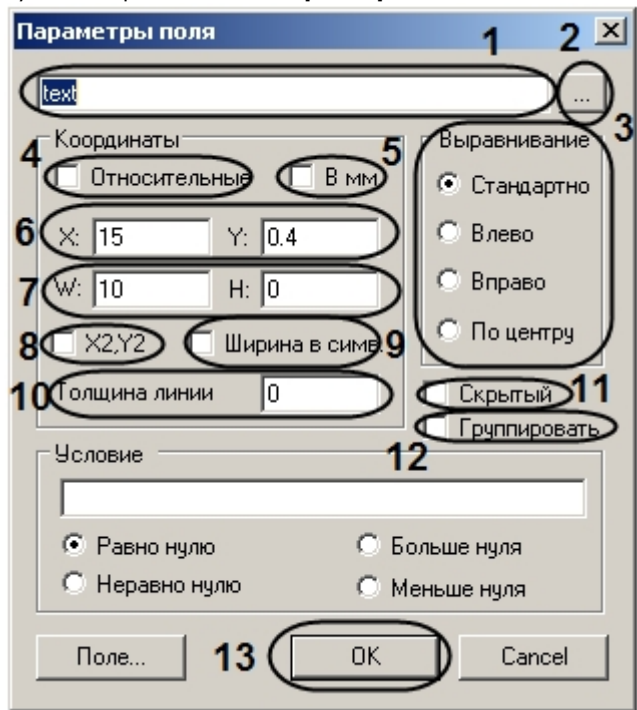 Параметры поля
1 2
text ...
3
4 Координаты 5 Выравнивание
Относительные В мм Стандартно
6 X: 15 Y: 0.4 Влево
7 W: 10 H: 0 Вправо
8 X2,Y2 Ширина в симв. 9 По центру
10 Толщина линии 0 Скрытый 11
Группировать
Условие 12
Равно нулю Больше нуля
Неравно нулю Меньше нуля
Поле... 13 OK Cancel